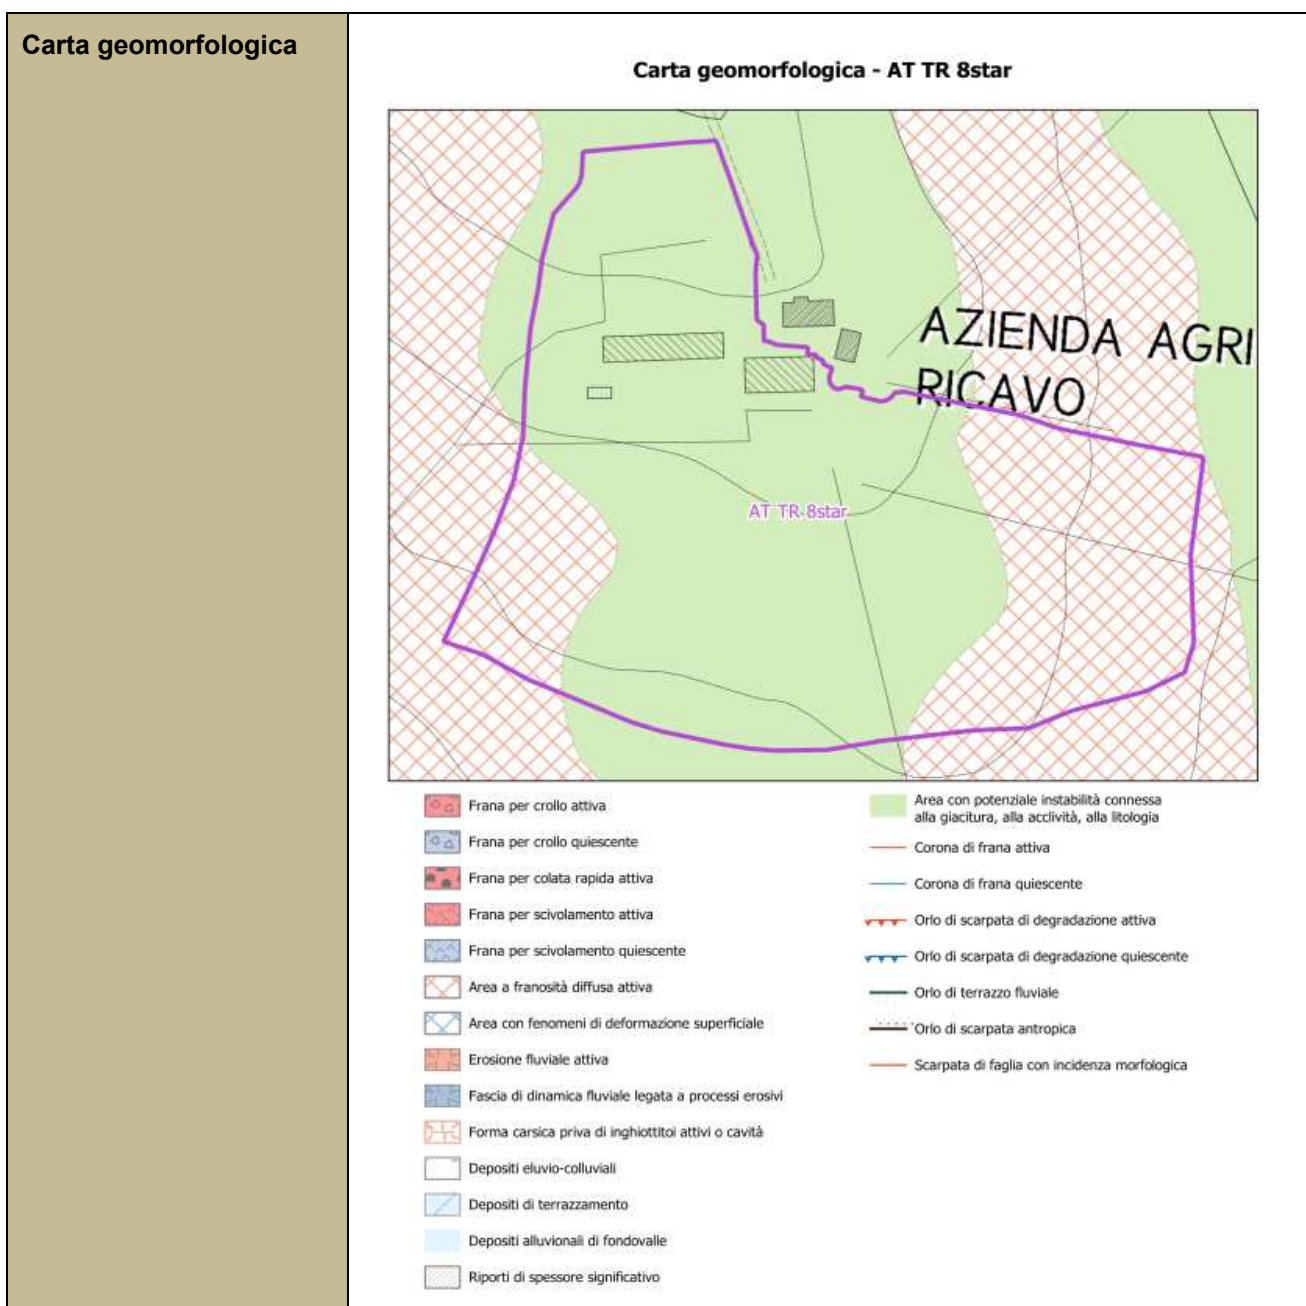 Carta geomorfologica
Carta geomorfologica - AT TR 8star
AZIENDA AGRI
RICAVO
AT TR 8star
Frana per crollo attiva
Frana per crollo quiescente
Frana per colata rapida attiva
Frana per scivolamento attiva
Frana per scivolamento quiescente
Area a franosità diffusa attiva
Area con fenomeni di deformazione superficiale
Erosione fluviale attiva
Fascia di dinamica fluviale legata a processi erosivi
Forma carsica priva di inghiottitoi attivi o cavità
Depositi eluvio-colluviali
Depositi di terrazzamento
Depositi alluvionali di fondovalle
Riporti di spessore significativo
Area con potenziale instabilità connessa
alla giacitura, alla acclività, alla litologia
Corona di frana attiva
Corona di frana quiescente
Orlo di scarpata di degradazione attiva
Orlo di scarpata di degradazione quiescente
Orlo di terrazzo fluviale
Orlo di scarpata antropica
Scarpata di faglia con incidenza morfologica